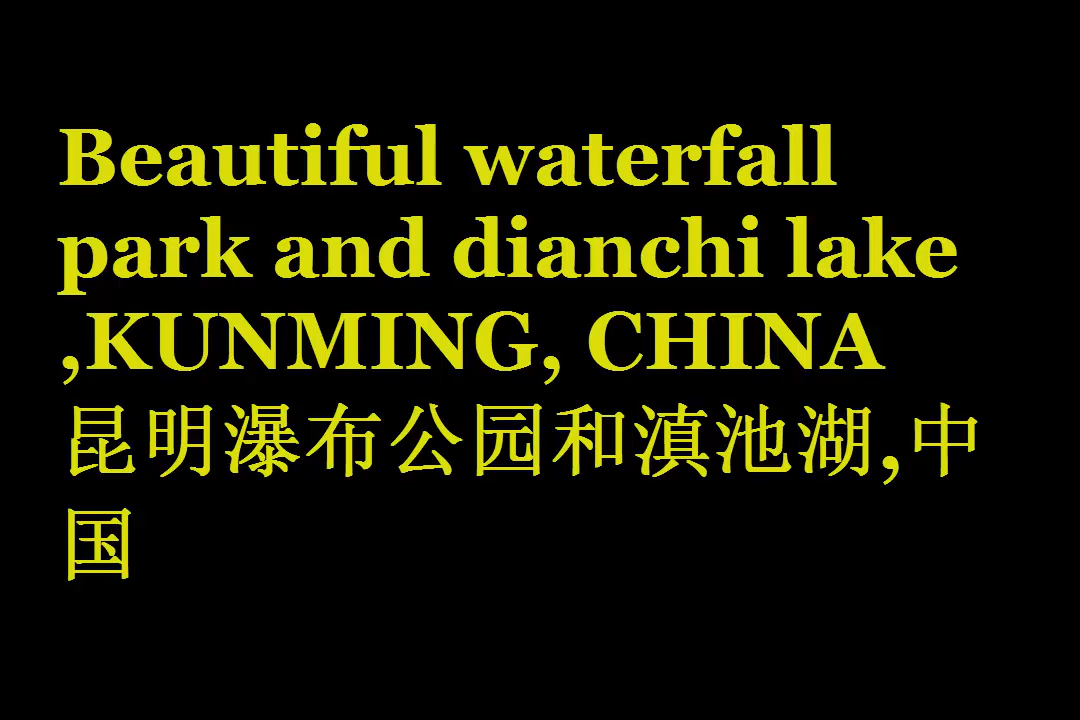 Beautiful waterfall
park and dianchi lake
,KUNMING, CHINA
昆明瀑布公园和滇池湖,中
国